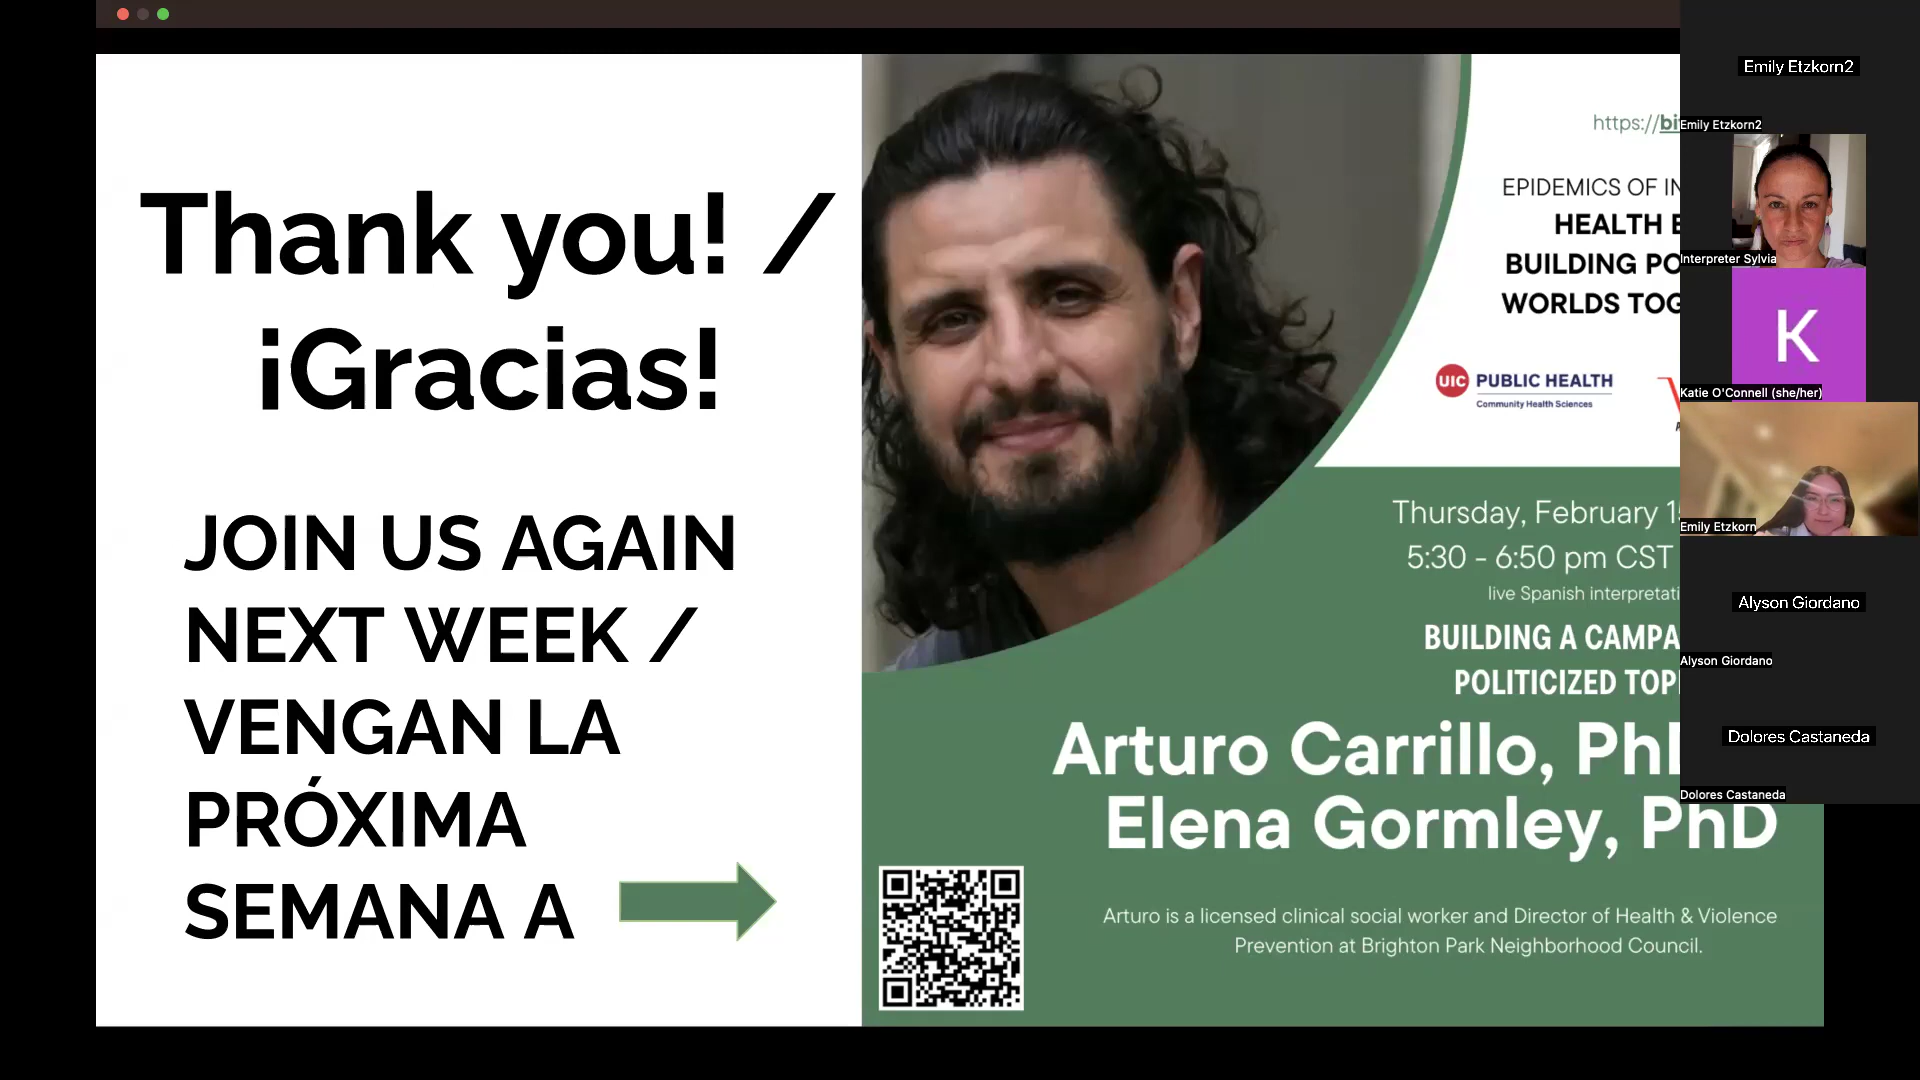 Thank you! /
¡Gracias!
JOIN US AGAIN
NEXT WEEK /
VENGAN LA
PRÓXIMA
SEMANA A
https://bi
EPIDEMICS OF
HEALTH
BUILDING
WORLDS
UIC PUBLIC HEALTH
Community Health Sciences
Thursday, February
5:30 - 6:50 pm CST
live Spanish
BUILDING A
POLITICIZED
Arturo Carrillo,
Elena Gormley, PhD
Arturo is a licensed clinical social worker and Director of Health & Violence
Prevention at Brighton Park Neighborhood Council.
Emily Etzkorn2
Emily Etzkorn2
Interpreter Sylvia
K
Katie O'Connell (she/her)
Emily Etzkorn
Alyson Giordano
Alyson Giordano
Dolores Castaneda
Dolores Castaneda